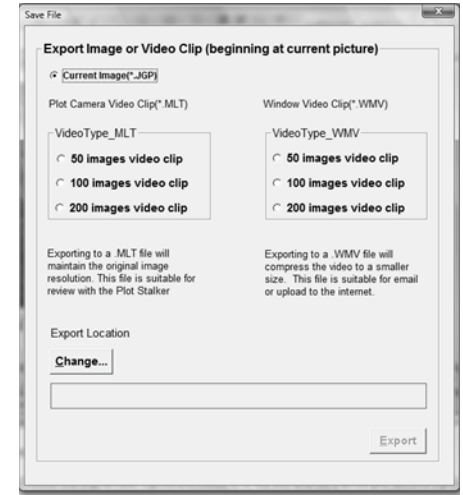 Save File
Export Image or Video Clip (beginning at current picture)
Current Image(*.JGP)
Plot Camera Video Clip(*.MLT)
Window Video Clip(*.WMV)
VideoType_MLT
50 images video clip
100 images video clip
200 images video clip
VideoType_WMV
50 images video clip
100 images video clip
200 images video clip
Exporting to a .MLT file will
maintain the original image
resolution. This file is suitable for
review with the Plot Stalker
Exporting to a .WMV file will
compress the video to a smaller
size. This file is suitable for email
or upload to the internet.
Export Location
Change...
Export